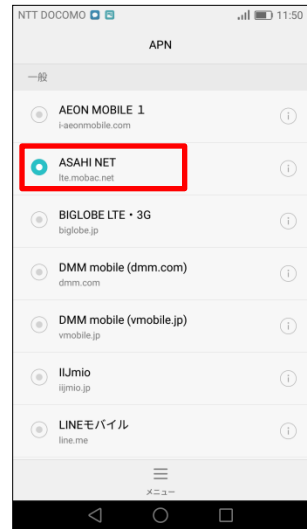 NTT DOCOMO 11:50
APN
一般
AEON MOBILE 1
i-aeonmobile.com
ASAHI NET
lte.mobac.net
BIGLOBE LTE・3G
biglobe.jp
DMM mobile (dmm.com)
dmm.com
DMM mobile (vmobile.jp)
vmobile.jp
IIJmio
iijmio.jp
LINEモバイル
line.me
メニュー